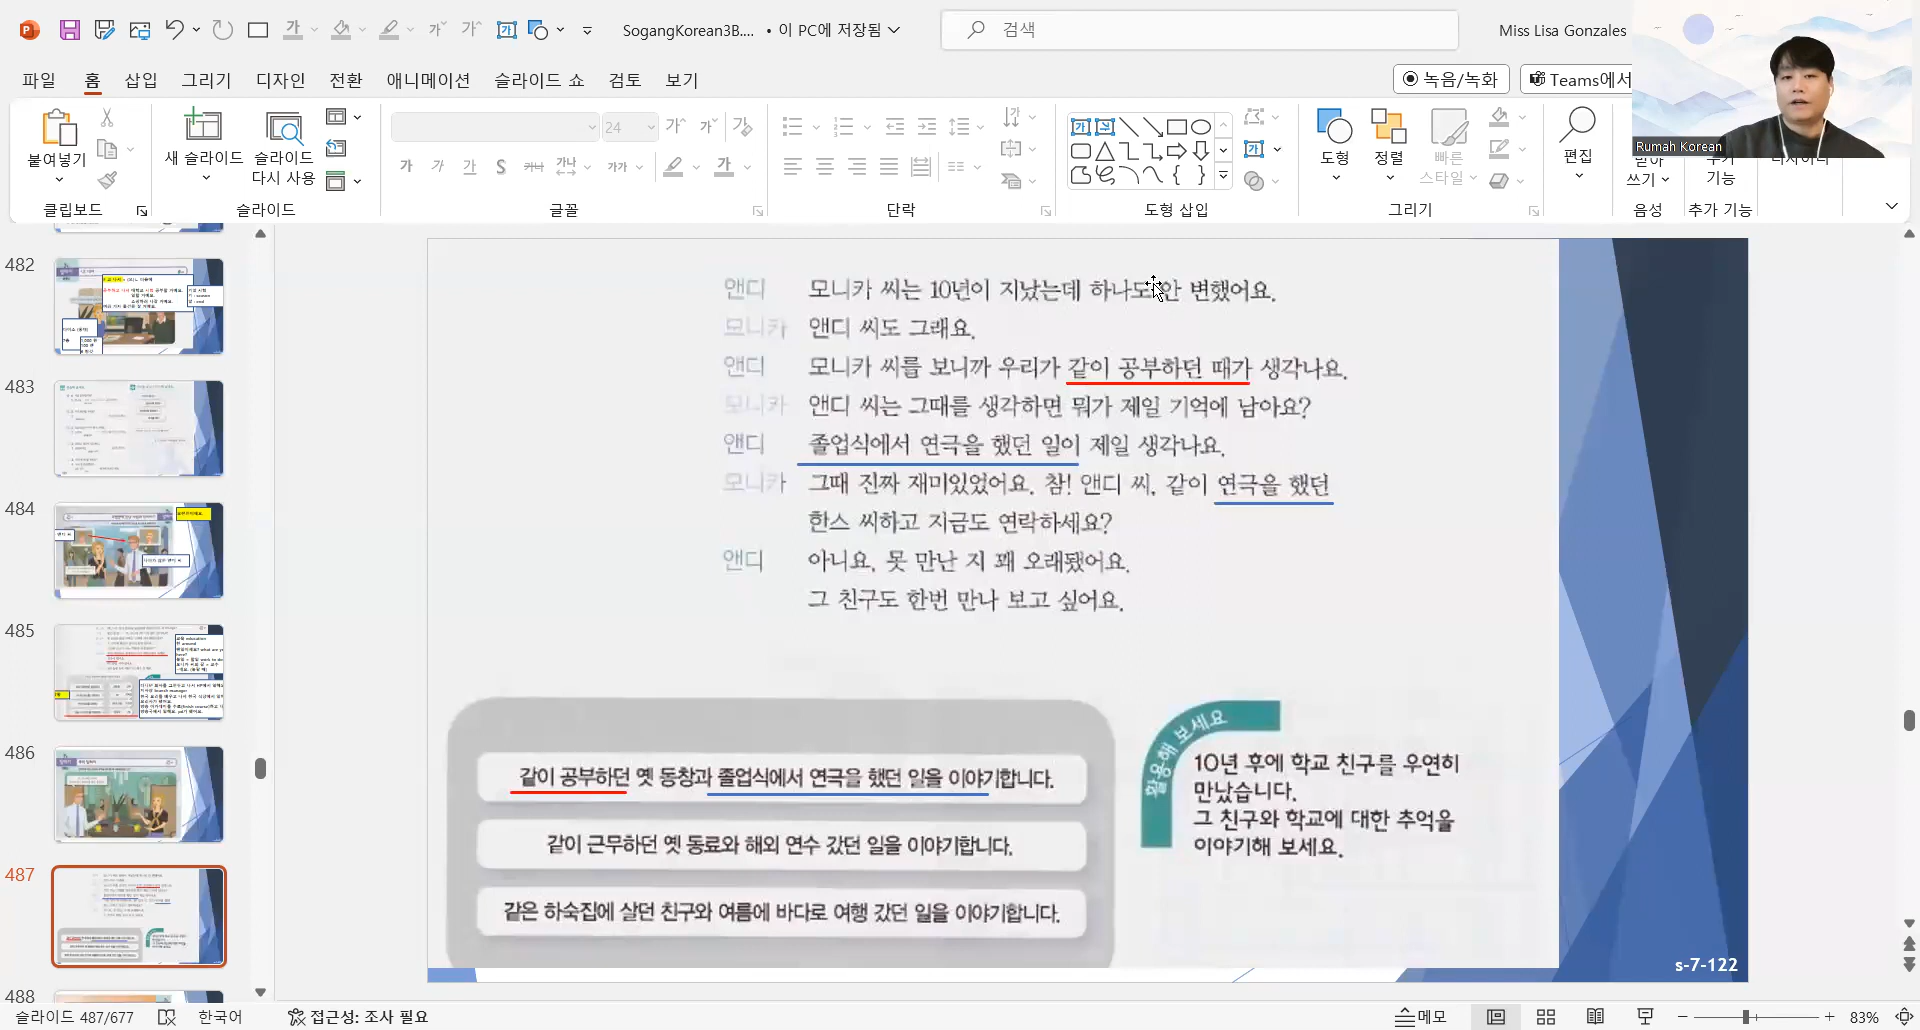 SogangKorean3B.... • 이 PC에 저장됨
검색
Miss Lisa Gonzales
파일 홈 삽입 그리기 디자인 전환 애니메이션 슬라이드 쇼 검토 보기
녹음/녹화
Teams에서
Rumah Korean
붙여넣기
새 슬라이드
슬라이드
다시 사용
24
도형
정렬
빠른
스타일
편집
받아
쓰기
추가
기능
디자이너
클립보드
슬라이드
글꼴
단락
도형 삽입
그리기
음성
추가 기능
482
483
484
485
486
487
488
앤디 모니카 씨는 10년이 지났는데 하나도 안 변했어요.
모니카 앤디 씨도 그래요.
앤디 모니카 씨를 보니까 우리가 같이 공부하던 때가 생각나요.
모니카 앤디 씨는 그때를 생각하면 뭐가 제일 기억에 남아요?
앤디 졸업식에서 연극을 했던 일이 제일 생각나요.
모니카 그때 진짜 재미있었어요. 참! 앤디 씨, 같이 연극을 했던
한스 씨하고 지금도 연락하세요?
앤디 아니요, 못 만난 지 꽤 오래됐어요.
그 친구도 한번 만나 보고 싶어요.
같이 공부하던 옛 동창과 졸업식에서 연극을 했던 일을 이야기합니다.
같이 근무하던 옛 동료와 해외 연수 갔던 일을 이야기합니다.
같은 하숙집에 살던 친구와 여름에 바다로 여행 갔던 일을 이야기합니다.
활용해 보세요
10년 후에 학교 친구를 우연히
만났습니다.
그 친구와 학교에 대한 추억을
이야기해 보세요.
s-7-122
슬라이드 487/677
한국어
접근성: 조사 필요
메모
83%